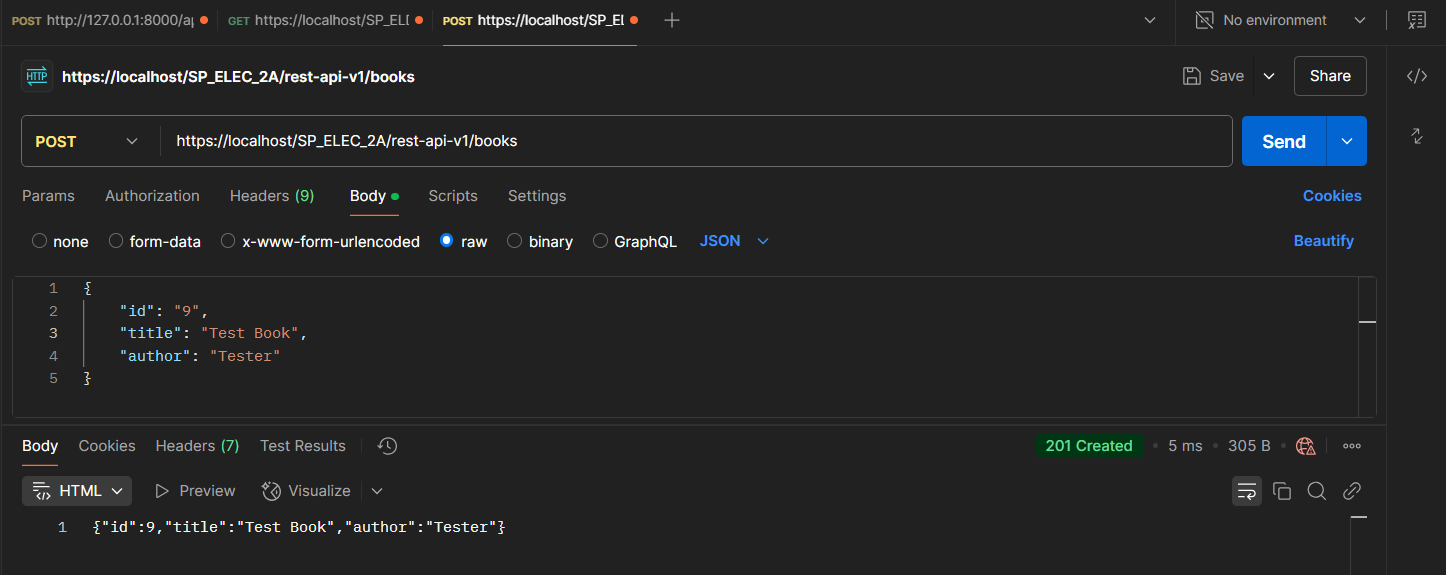 POST http://127.0.0.1:8000/ap GET https://localhost/SP_ELE POST https://localhost/SP_El No environment
HTTP https://localhost/SP_ELEC_2A/rest-api-v1/books Save Share
POST https://localhost/SP_ELEC_2A/rest-api-v1/books Send
Params Authorization Headers (9) Body Scripts Settings Cookies
none form-data x-www-form-urlencoded raw binary GraphQL JSON Beautify
1 {
2 "id": "9",
3 "title": "Test Book",
4 "author": "Tester"
5 }
Body Cookies Headers (7) Test Results 201 Created 5 ms 305 B
HTML Preview Visualize
1 {"id":9,"title":"Test Book","author":"Tester"}